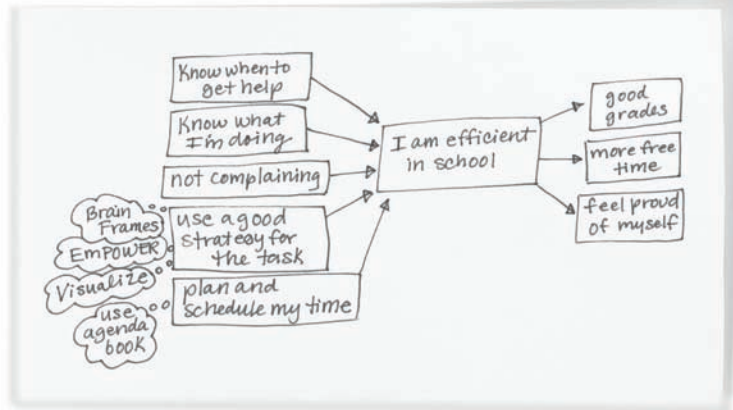 Know when to
get help
Know what
I'm doing
not complaining
Brain
Frames
EmPOWER
Visualize
use
agenda
book
use a good
strategy for
the task
plan and
schedule my time
I am efficient
in school
good
grades
more free
time
feel proud
of myself